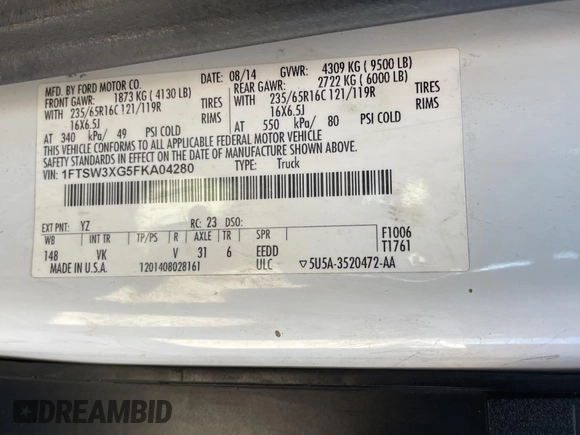 MFD. BY FORD MOTOR CO.
DATE: 08/14 GVWR: 4309 KG ( 9500 LB)
FRONT GAWR: 1873 KG ( 4130 LB)
REAR GAWR: 2722 KG ( 6000 LB)
WITH 235/65R16C 121/119R TIRES
WITH 235/65R16C 121/119R TIRES
16X6.5J RIMS
16X6.5J RIMS
AT 340 kPa/ 49 PSI COLD
AT 550 kPa/ 80 PSI COLD
THIS VEHICLE CONFORMS TO ALL APPLICABLE FEDERAL MOTOR VEHICLE
SAFETY STANDARDS IN EFFECT ON THE DATE OF MANUFACTURE SHOWN ABOVE.
VIN: 1FTSW3XG5FKA04280
TYPE: Truck
EXT PNT: YZ RC: 23 DSO:
WB INT TR TP/PS R AXLE TR SPR
F1006
T1761
148 VK V 31 6 EEDD
MADE IN U.S.A. 1201408028161 ULC
▽5U5A-3520472-AA
DREAMBID